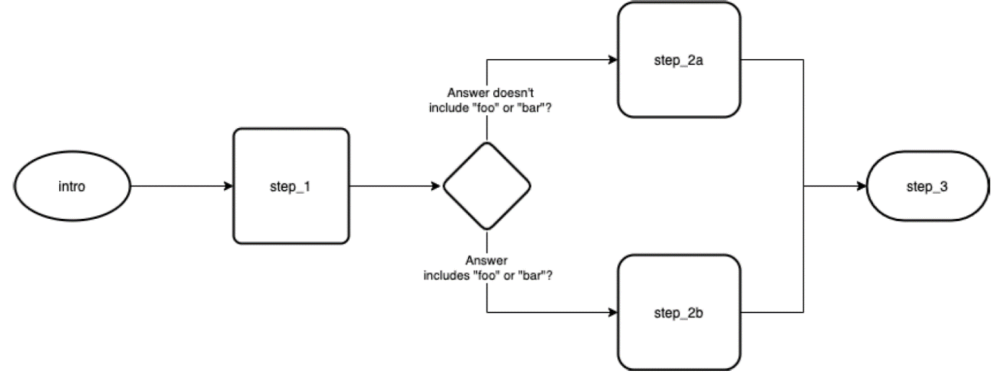 intro
step_1
Answer doesn't
include "foo" or "bar"?
Answer
includes "foo" or "bar"?
step_2a
step_2b
step_3